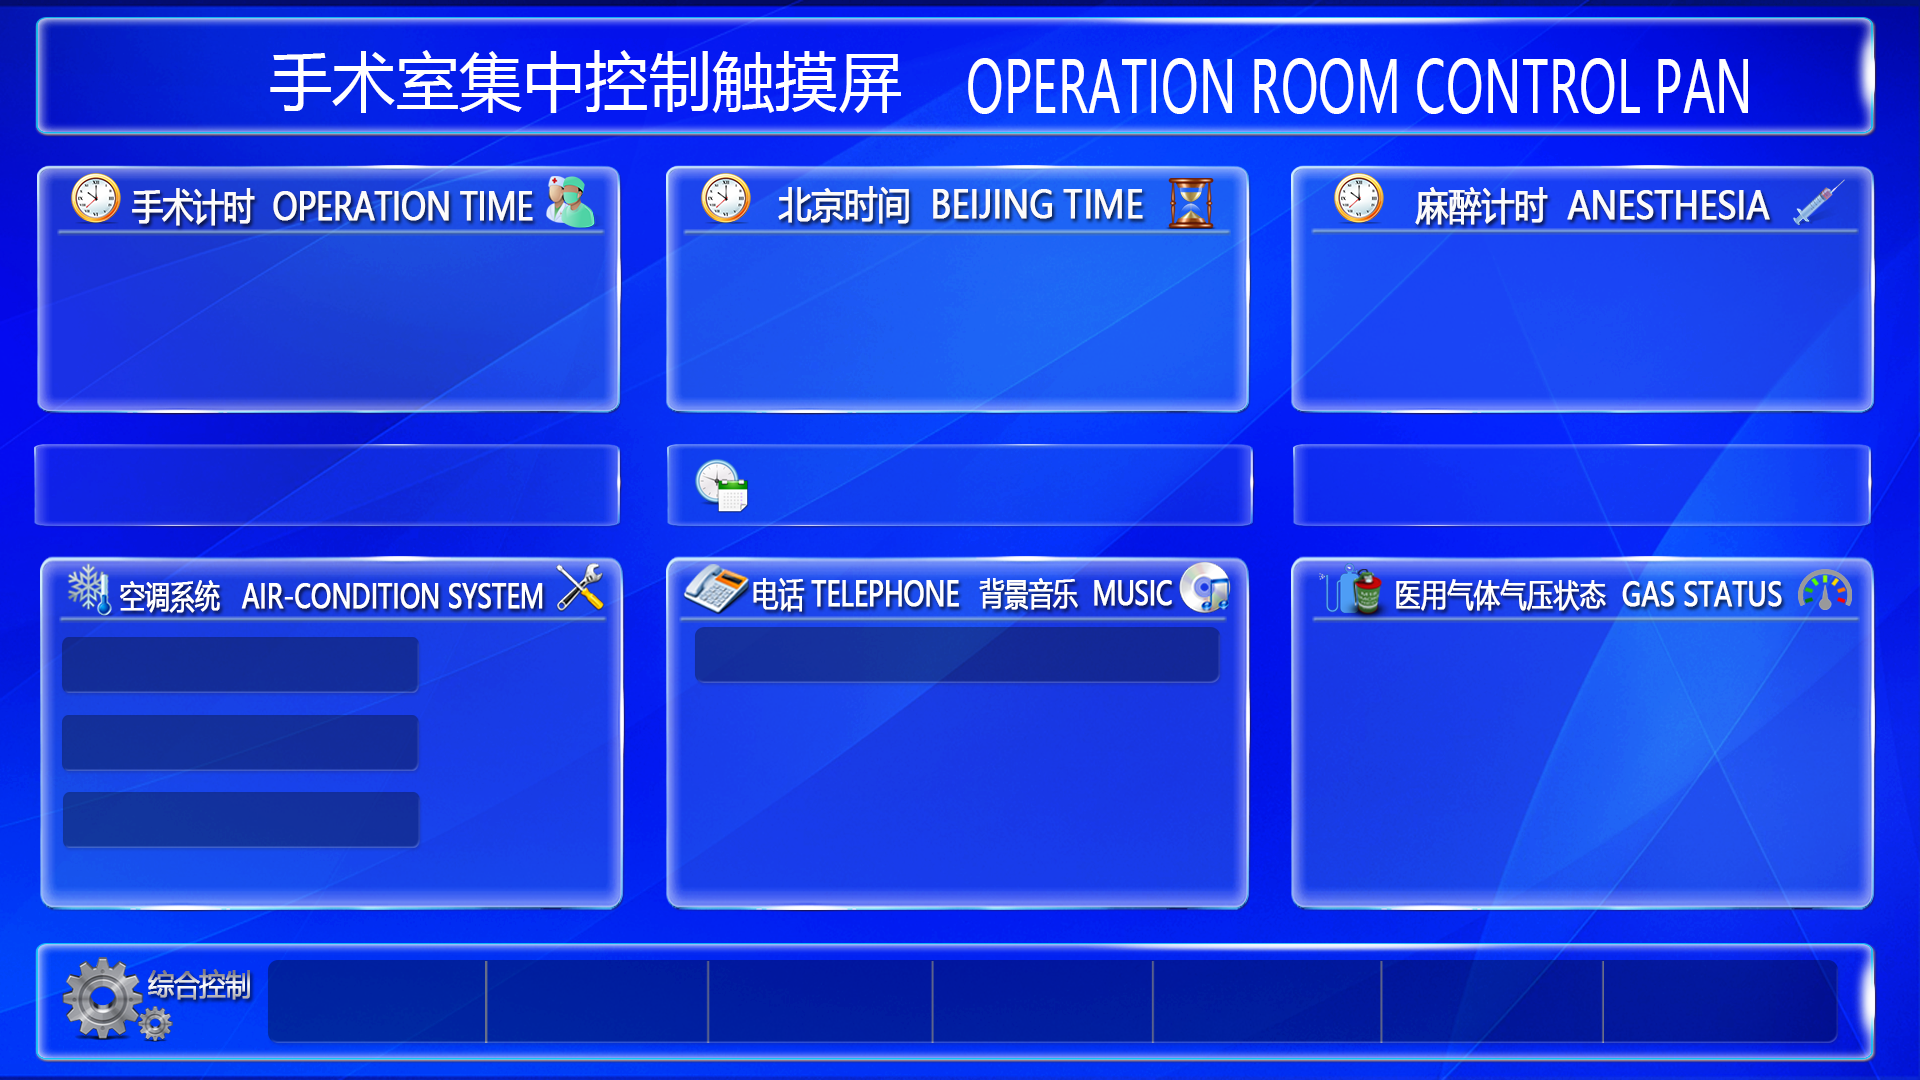 手术室集中控制触摸屏 OPERATION ROOM CONTROL PAN
手术计时 OPERATION TIME
北京时间 BEIJING TIME
麻醉计时 ANESTHESIA
空调系统 AIR-CONDITION SYSTEM
电话 TELEPHONE 背景音乐 MUSIC
医用气体气压状态 GAS STATUS
综合控制